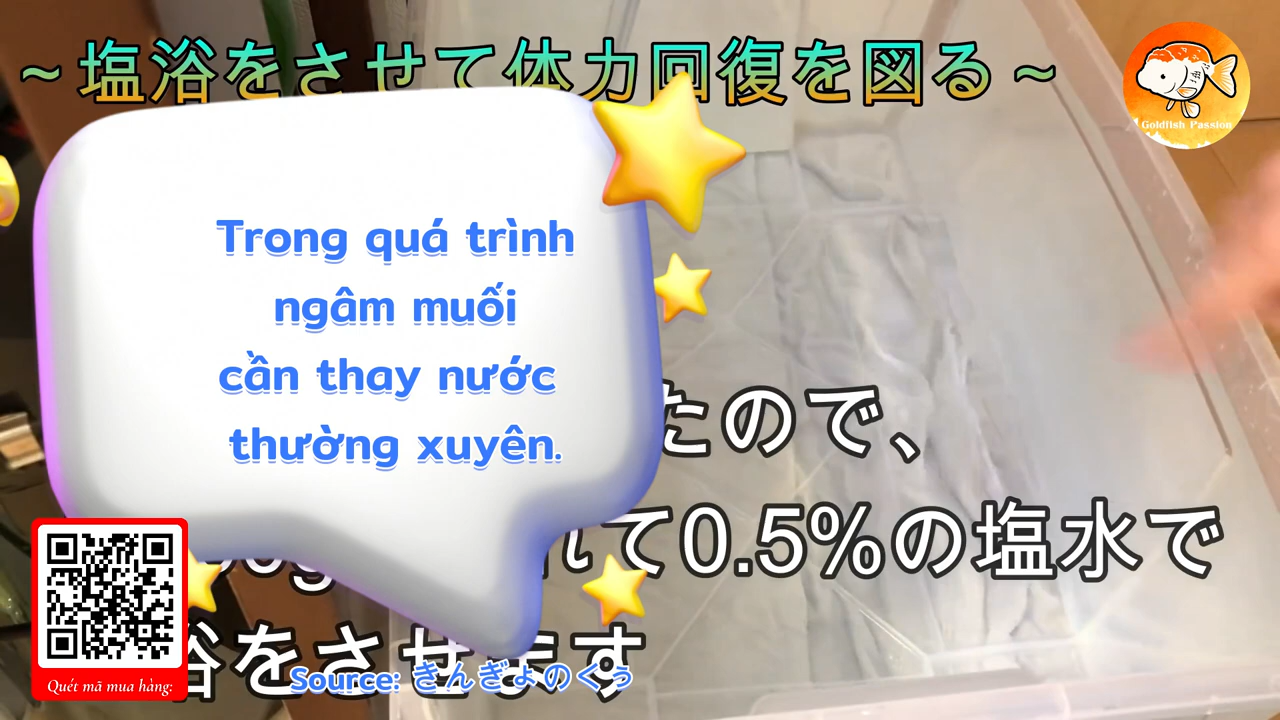 ～塩浴をさせて体力回復を図る～
Goldfish Passion
Trong quá trình
ngâm muối
cần thay nước
thường xuyên.
たので、
れて0.5%の塩水で
浴をさせます
Source: きんぎょのくぅ
Quét mã mua hàng: